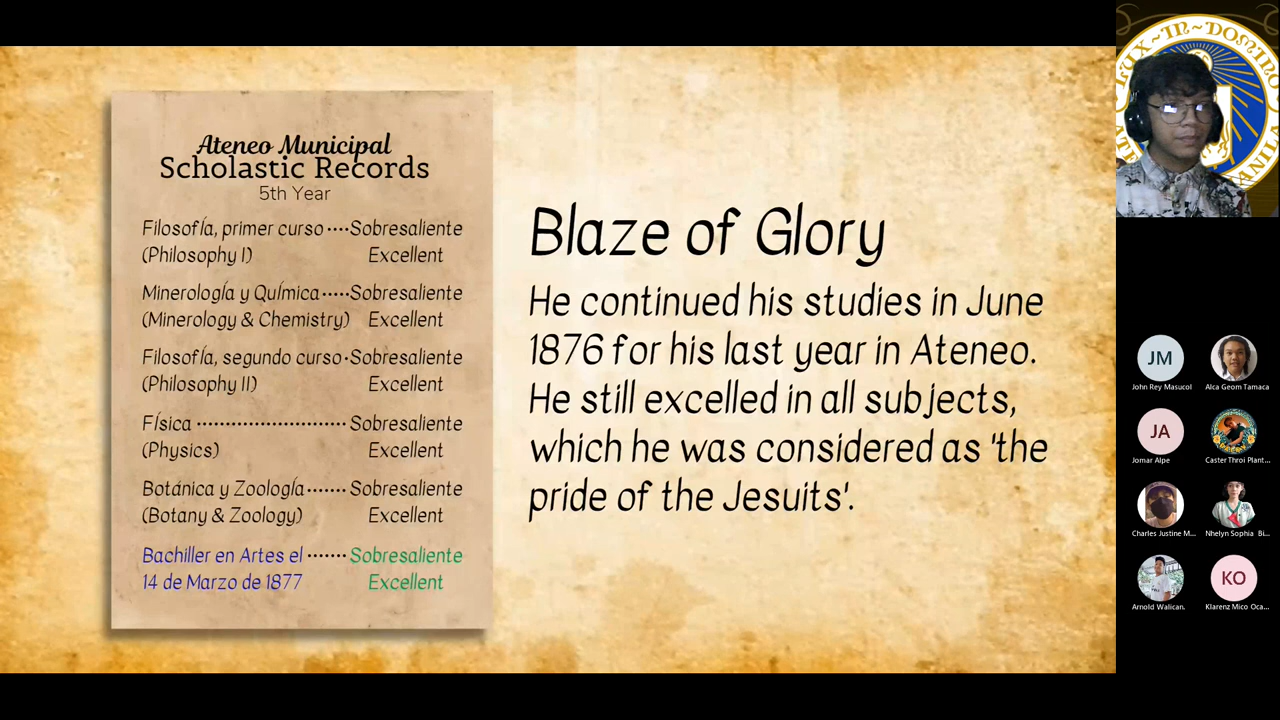 Ateneo Municipal
Scholastic Records
5th Year
Filosofía, primer curso ····Sobresaliente
(Philosophy I) Excellent
Minerología y Química·····Sobresaliente
(Minerology & Chemistry) Excellent
Filosofía, segundo curso·Sobresaliente
(Philosophy II) Excellent
Física ························Sobresaliente
(Physics) Excellent
Botánica y Zoología·······Sobresaliente
(Botany & Zoology) Excellent
Bachiller en Artes el ·······Sobresaliente
14 de Marzo de 1877 Excellent
Blaze of Glory
He continued his studies in June
1876 for his last year in Ateneo.
He still excelled in all subjects,
which he was considered as 'the
pride of the Jesuits'.
LUX~IN~DOMINO
JM
John Rey Masucol
Alca Geom Tamaca
JA
Jomar Alpe
Caster Throi Plant...
Charles Justine M...
Nhelyn Sophia Bi...
Arnold Walican.
KO
Klarenz Mico Oca...